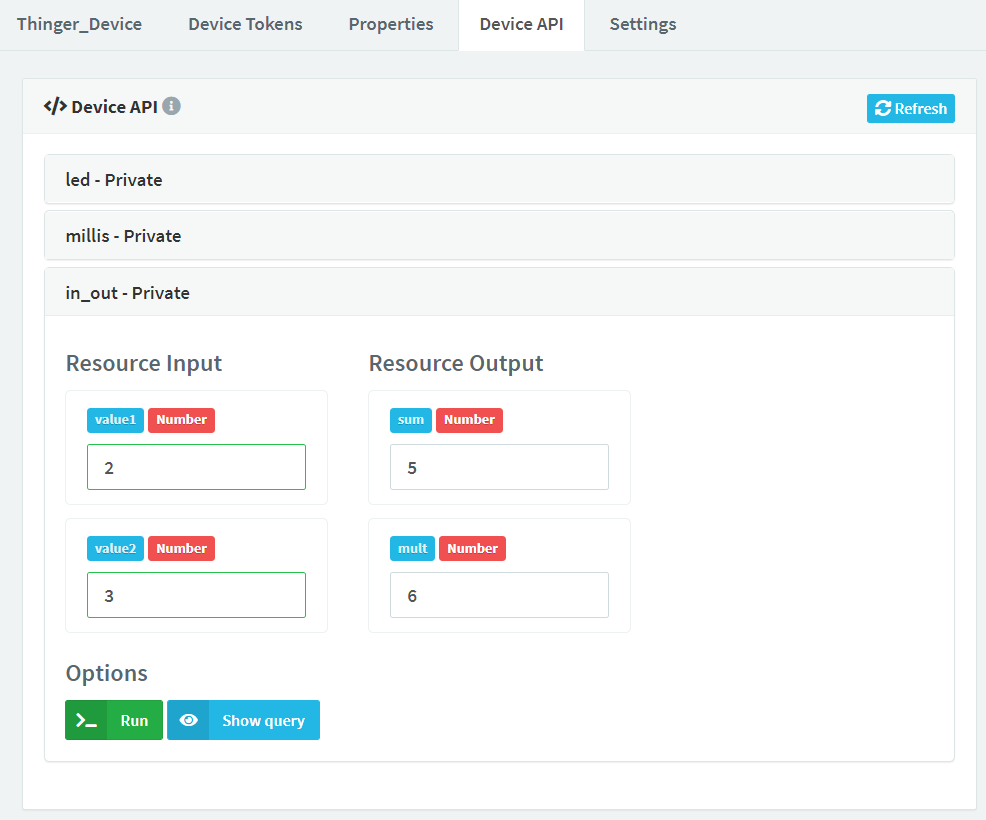 Thinger_Device Device Tokens Properties Device API Settings
</> Device API
Refresh
led - Private
millis - Private
in_out - Private
Resource Input Resource Output
value1 Number sum Number
2 5
value2 Number mult Number
3 6
Options
Run Show query